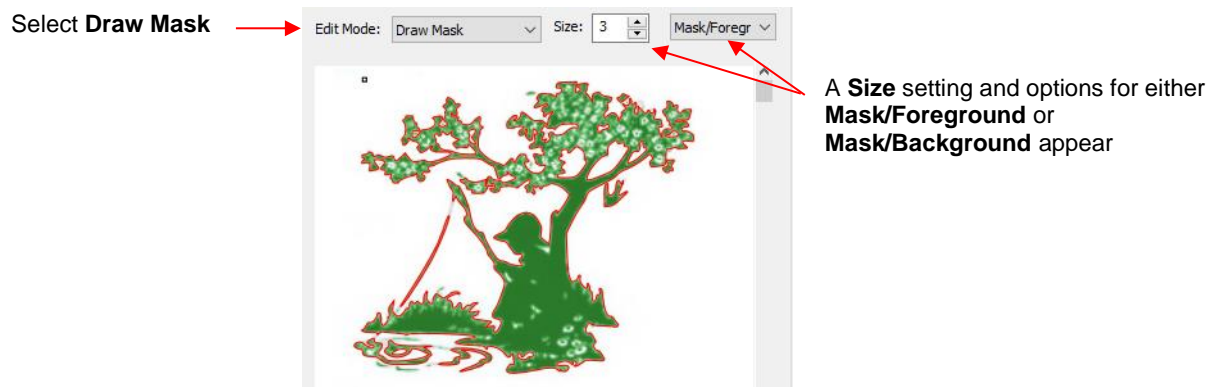 Select Draw Mask
Edit Mode: Draw Mask Size: 3 Mask/Foregr
A Size setting and options for either
Mask/Foreground or
Mask/Background appear